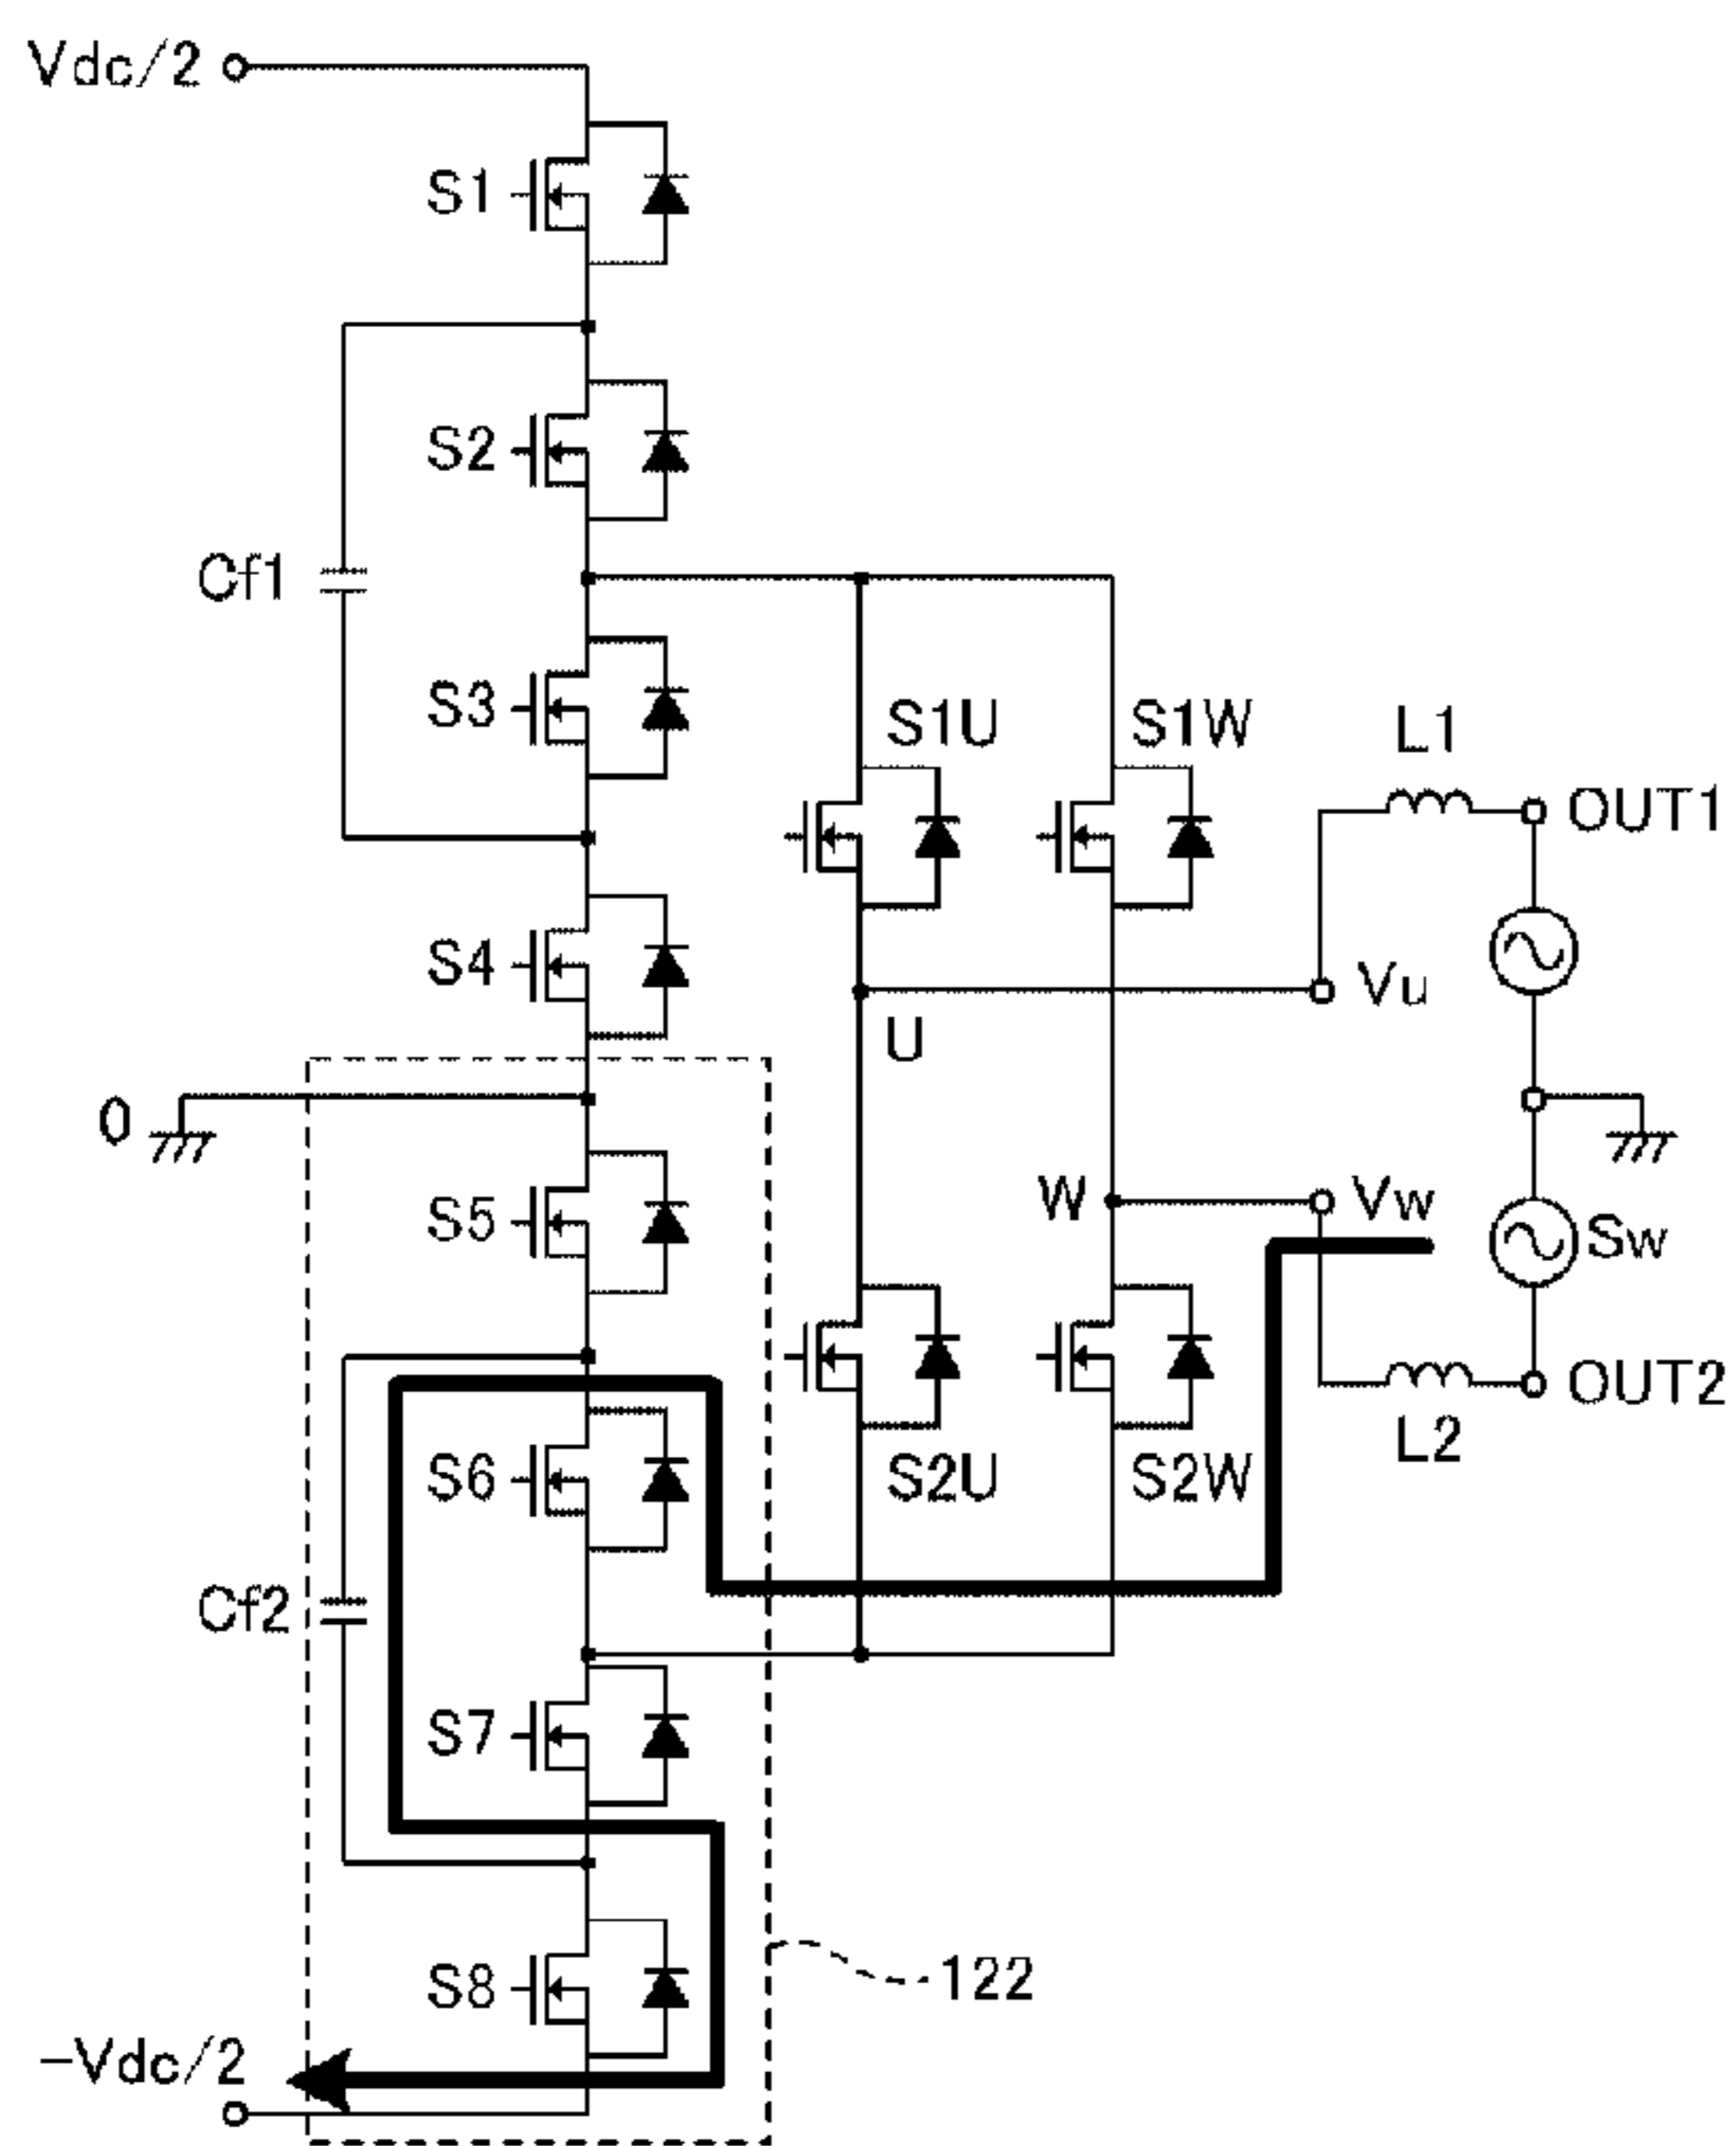 Vdc/2
S1
S2
Cf1
S3
S1U
S1W
L1
OUT1
S4
Vu
U
0
W
Vw
S5
Sw
OUT2
L2
S6
S2U
S2W
Cf2
S7
S8
122
-Vdc/2